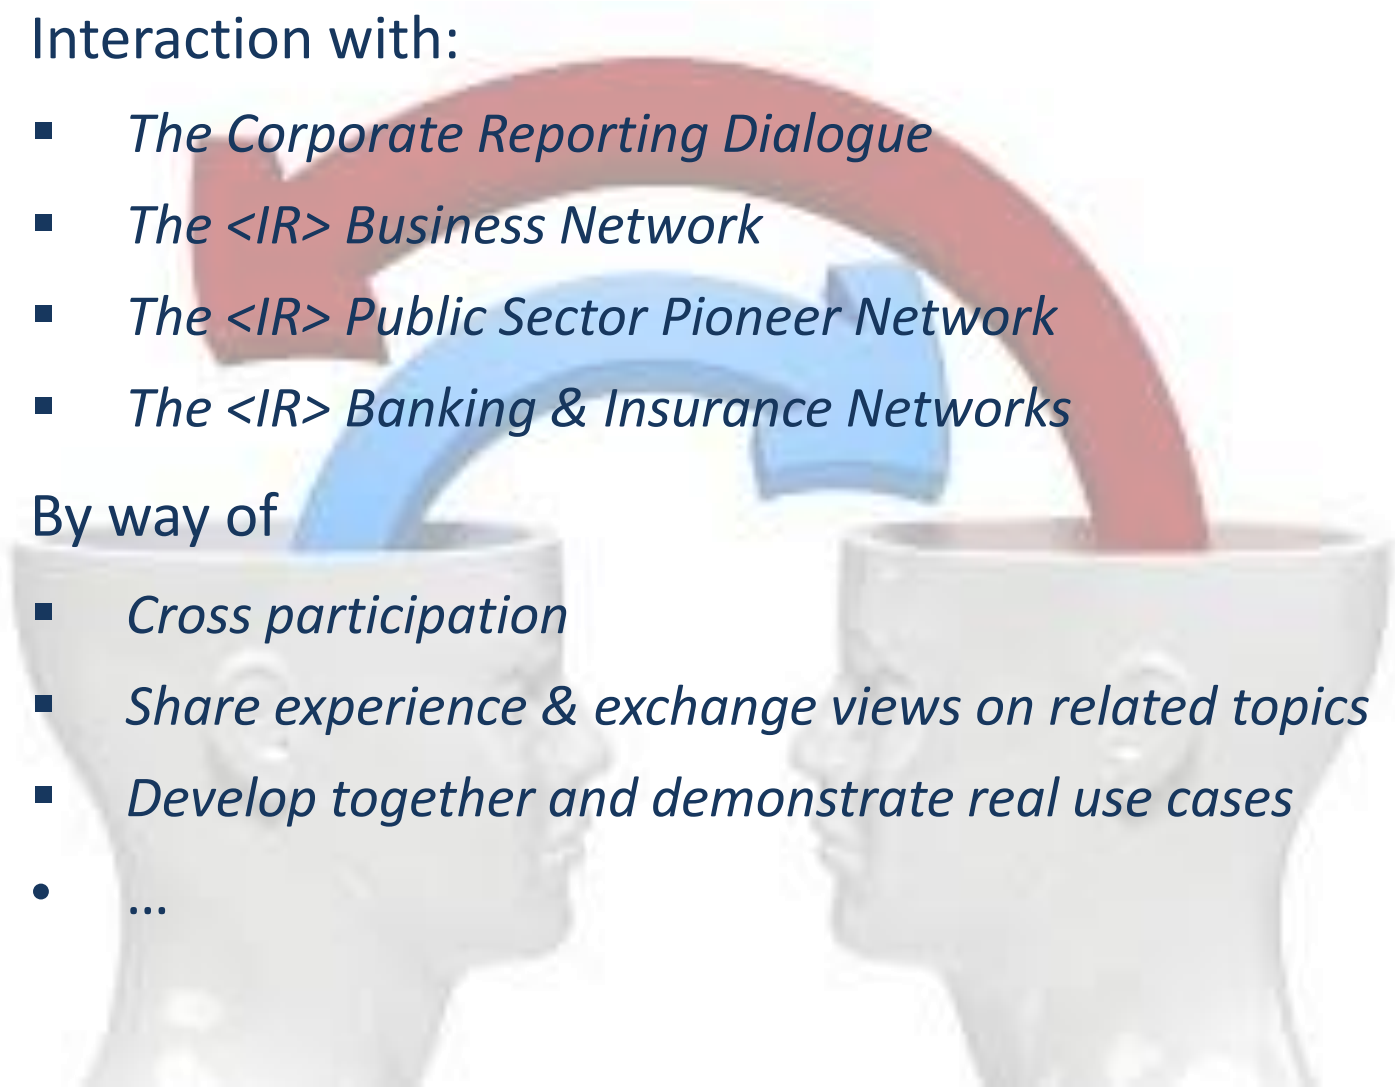 Interaction with:
▪ The Corporate Reporting Dialogue
▪ The <IR> Business Network
▪ The <IR> Public Sector Pioneer Network
▪ The <IR> Banking & Insurance Networks
By way of
▪ Cross participation
▪ Share experience & exchange views on related topics
▪ Develop together and demonstrate real use cases
• ...